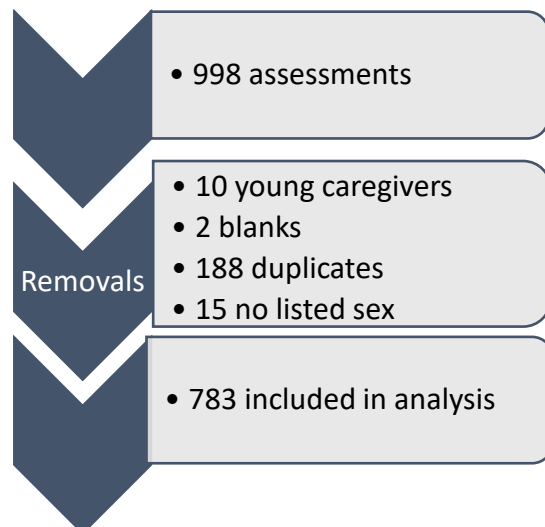 • 998 assessments
• 10 young caregivers
• 2 blanks
Removals
• 188 duplicates
• 15 no listed sex
• 783 included in analysis